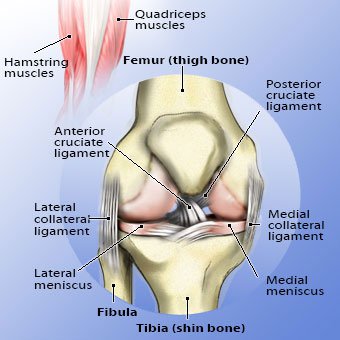 Quadriceps
muscles
Hamstring
muscles
Femur (thigh bone)
Posterior
cruciate
ligament
Anterior
cruciate
ligament
Lateral
collateral
ligament
Medial
collateral
ligament
Lateral
meniscus
Medial
meniscus
Fibula
Tibia (shin bone)